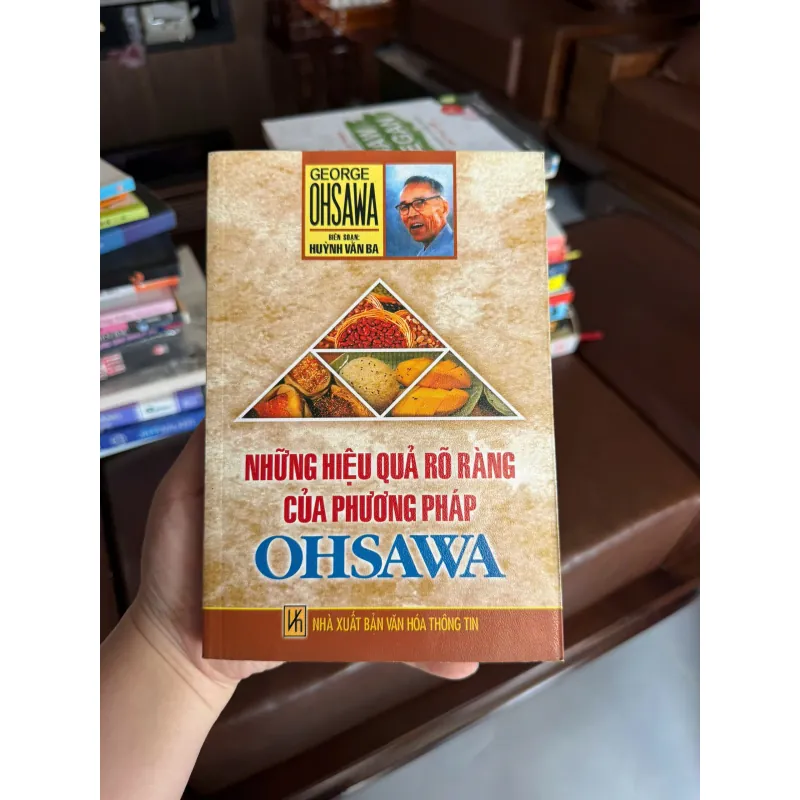 GEORGE
OHSAWA
BIÊN SOẠN:
HUỲNH VĂN BA
NHỮNG HIỆU QUẢ RÕ RÀNG
CỦA PHƯƠNG PHÁP
OHSAWA
NHÀ XUẤT BẢN VĂN HÓA THÔNG TIN